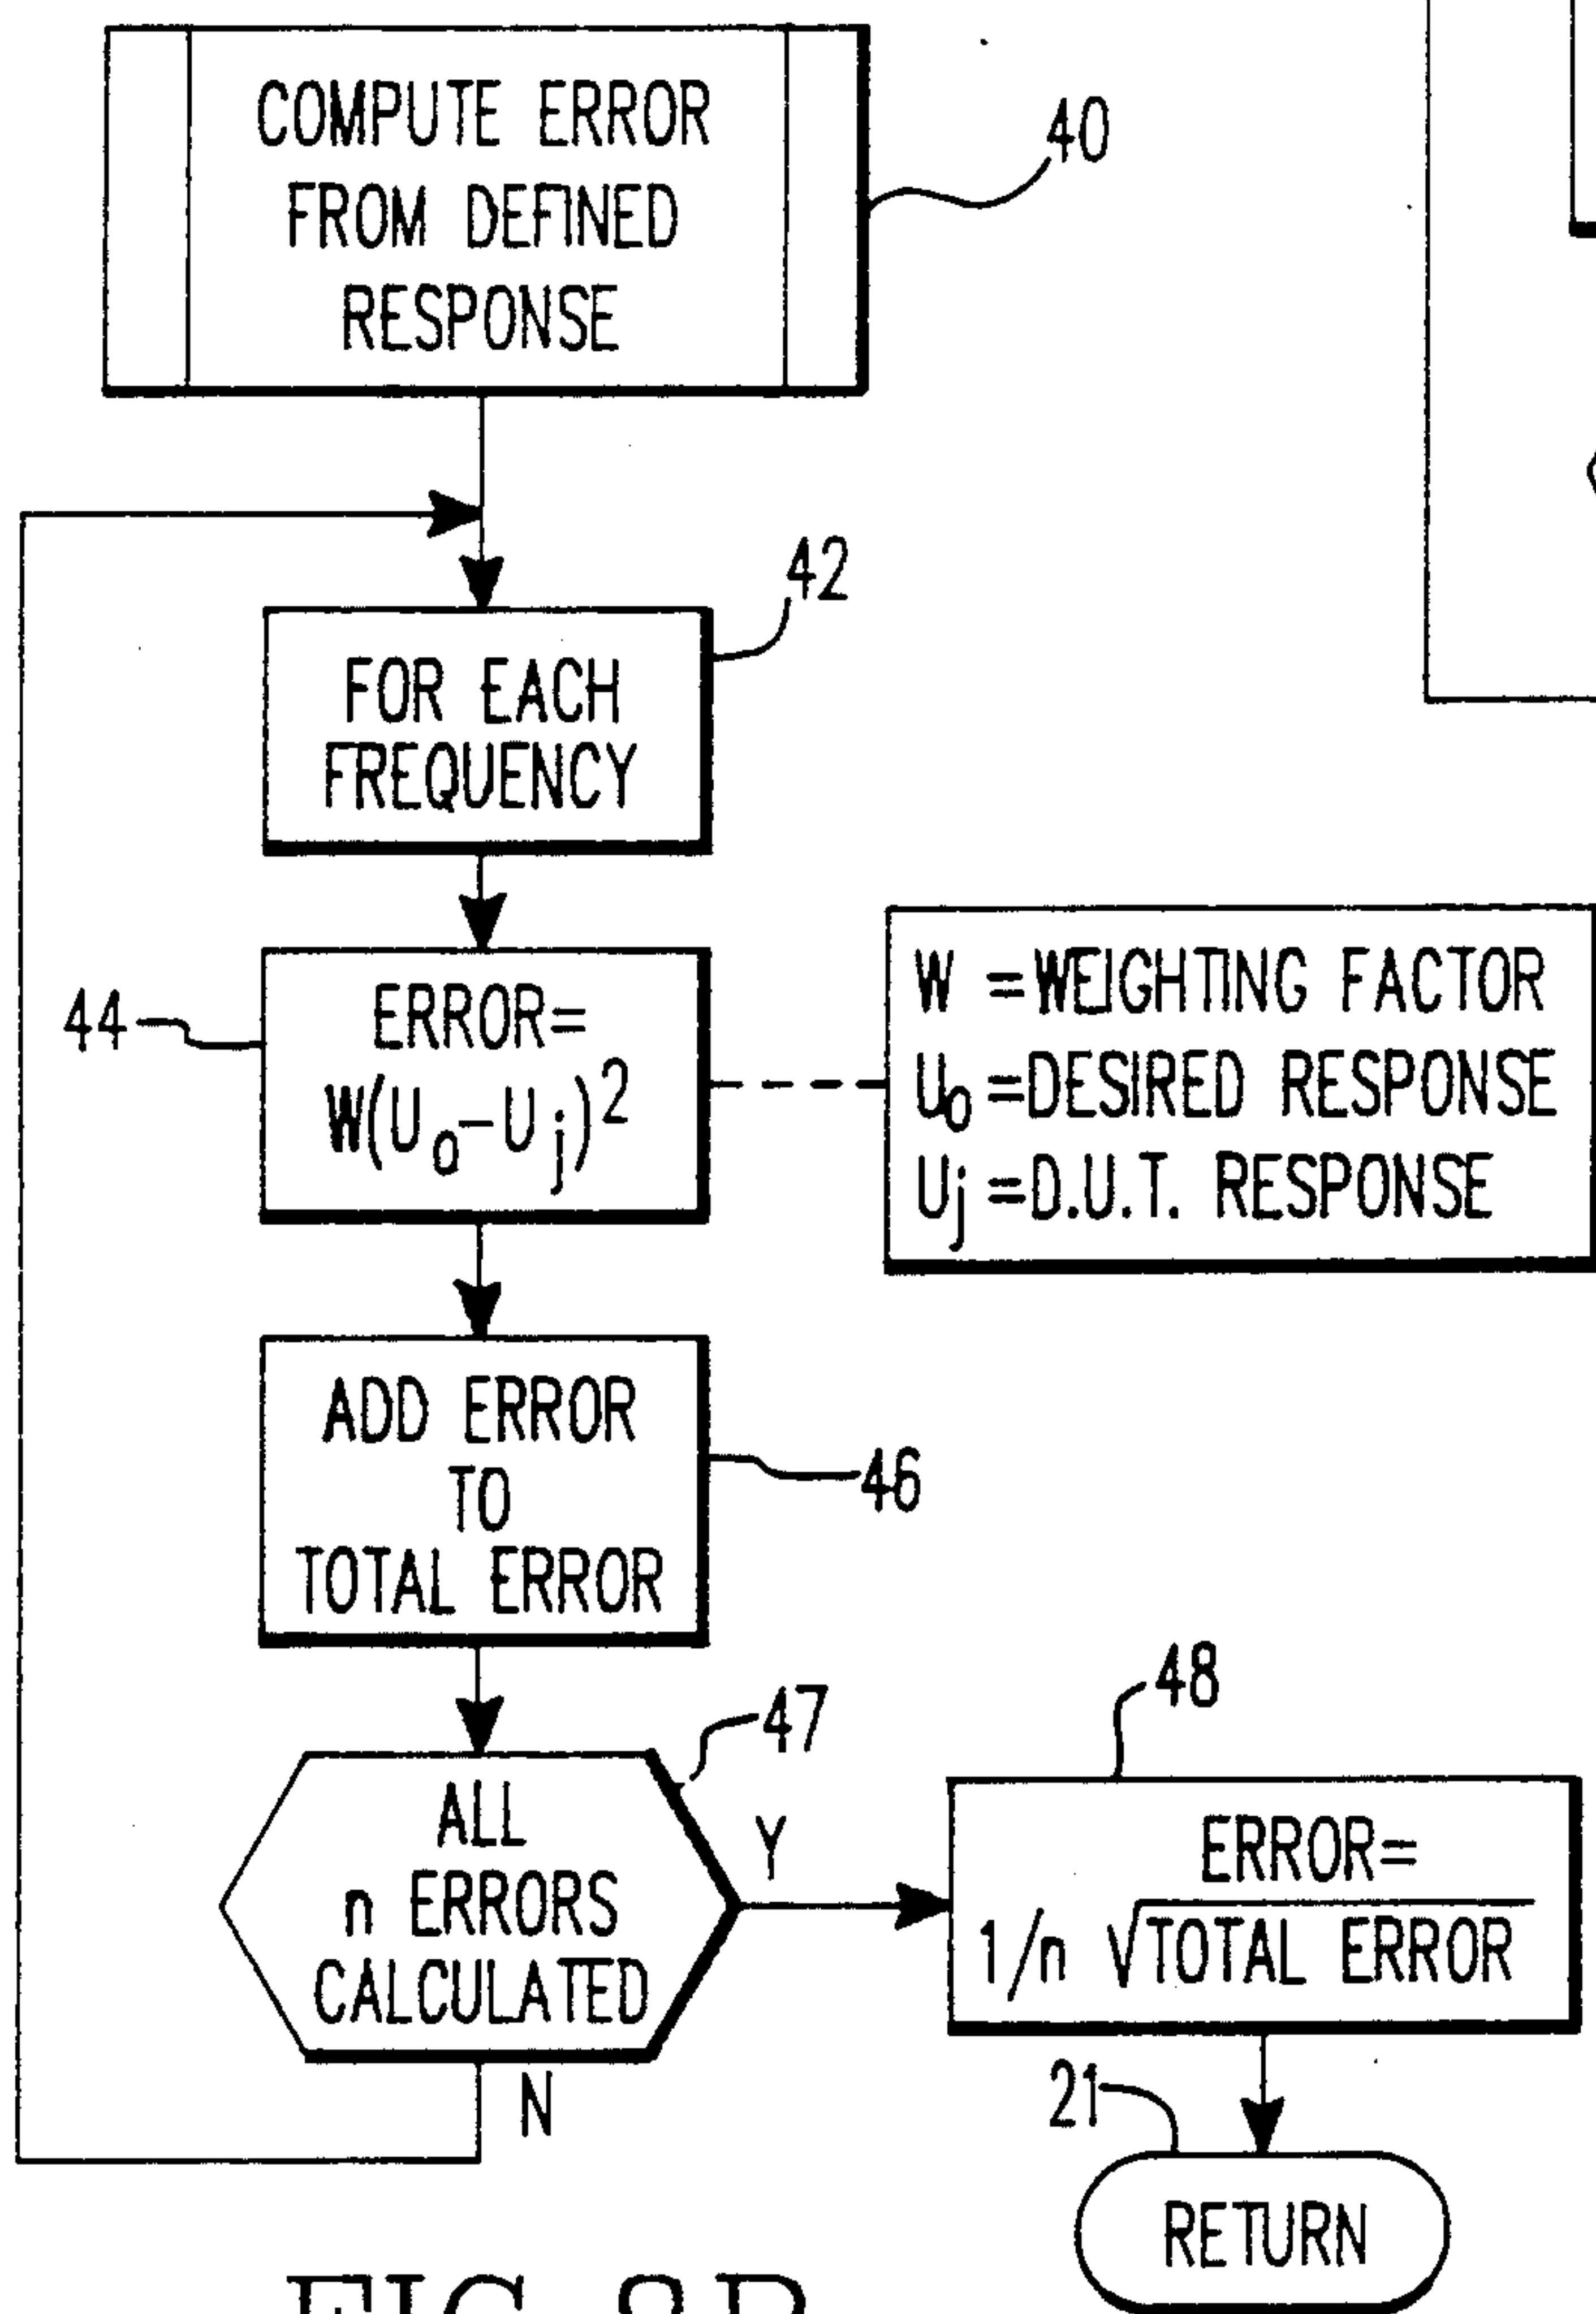 COMPUTE ERROR
FROM DEFINED
RESPONSE
40
42
FOR EACH
FREQUENCY
44
ERROR=
W(U₀-Uⱼ)²
W =WEIGHTING FACTOR
U₀ =DESIRED RESPONSE
Uⱼ =D.U.T. RESPONSE
ADD ERROR
TO
TOTAL ERROR
46
47
ALL
n ERRORS
CALCULATED
Y
N
48
ERROR=
1/n √TOTAL ERROR
21
RETURN